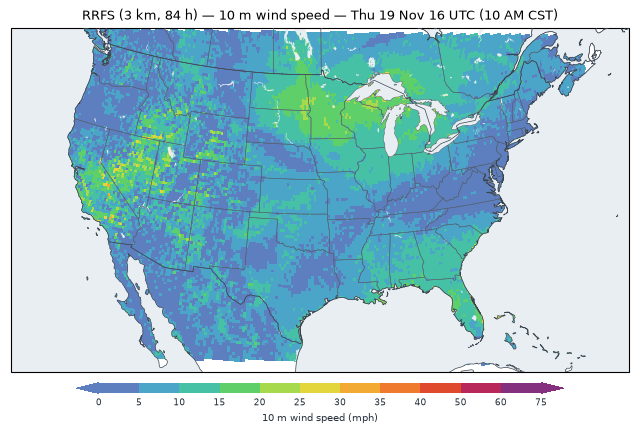 RRFS (3 km, 84 h) — 10 m wind speed — Thu 19 Nov 16 UTC (10 AM CST)
0 5 10 15 20 25 30 35 40 50 60 75
10 m wind speed (mph)